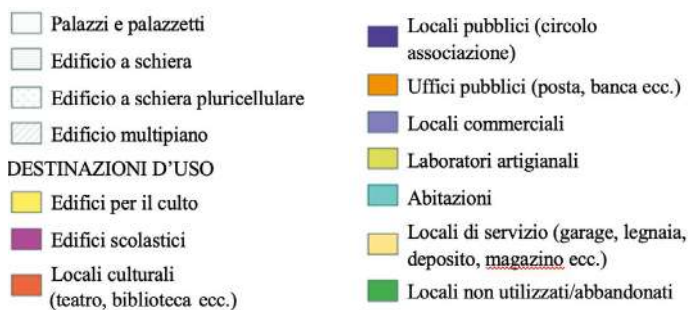 Palazzi e palazzetti
Edificio a schiera
Edificio a schiera pluricellulare
Edificio multipiano
DESTINAZIONI D'USO
Edifici per il culto
Edifici scolastici
Locali culturali
(teatro, biblioteca ecc.)
Locali pubblici (circolo
associazione)
Uffici pubblici (posta, banca ecc.)
Locali commerciali
Laboratori artigianali
Abitazioni
Locali di servizio (garage, legnaia,
deposito, magazino ecc.)
Locali non utilizzati/abbandonati